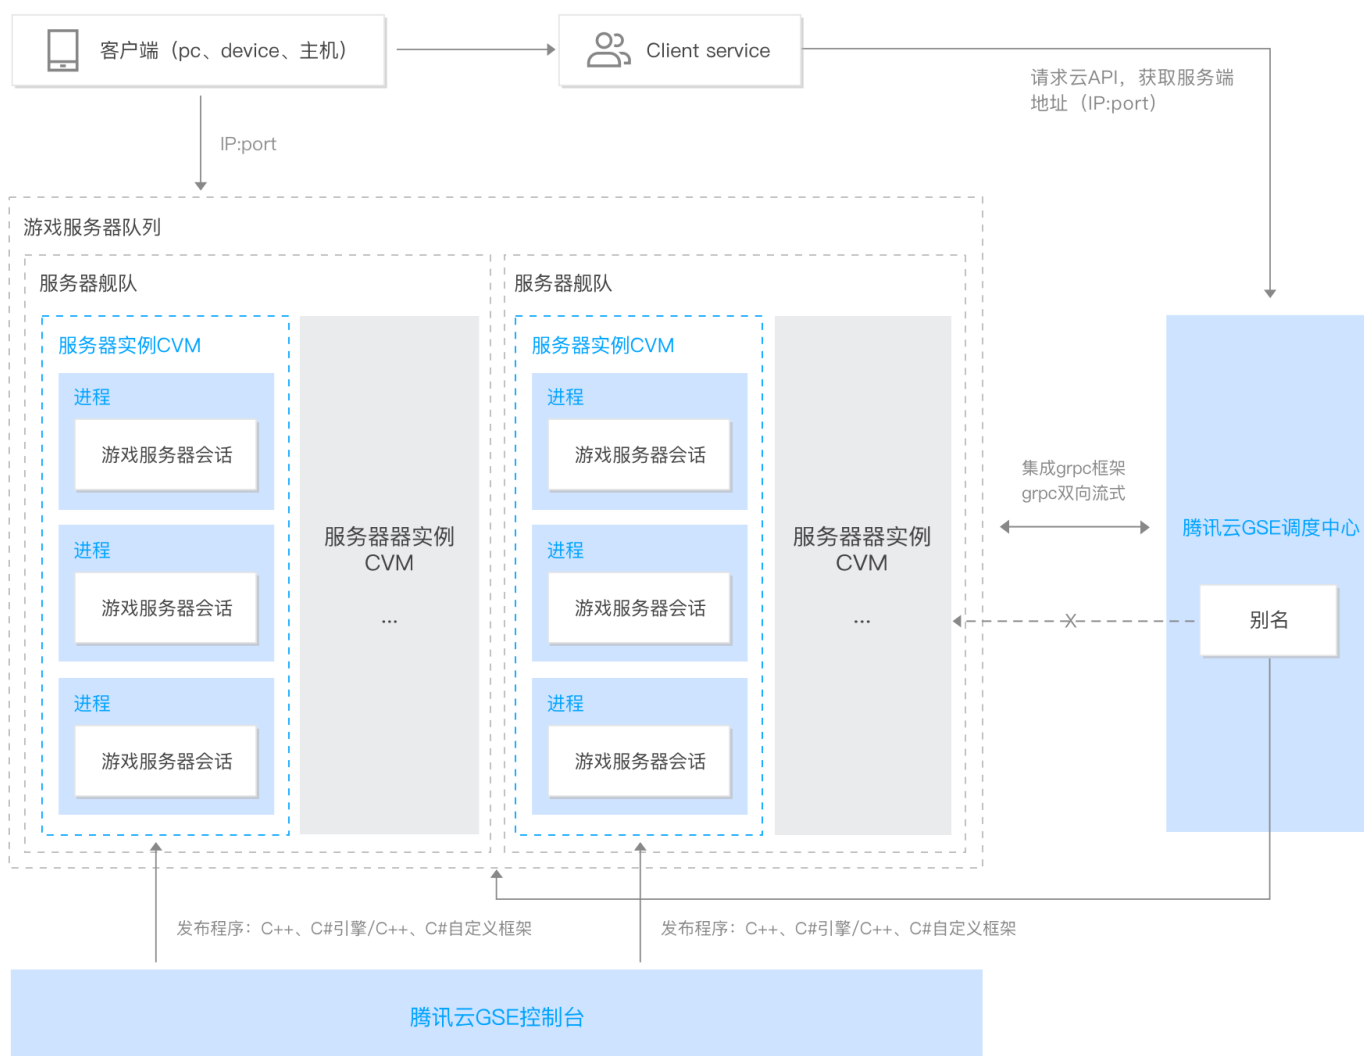 客户端（pc、device、主机）
Client service
请求云API，获取服务端
地址（IP:port）
IP:port
游戏服务器队列
服务器舰队
服务器实例CVM
进程
游戏服务器会话
进程
游戏服务器会话
进程
游戏服务器会话
服务器器实例
CVM
...
服务器舰队
服务器实例CVM
进程
游戏服务器会话
进程
游戏服务器会话
进程
游戏服务器会话
服务器器实例
CVM
...
集成grpc框架
grpc双向流式
X
腾讯云GSE调度中心
别名
发布程序：C++、C#引擎/C++、C#自定义框架
发布程序：C++、C#引擎/C++、C#自定义框架
腾讯云GSE控制台